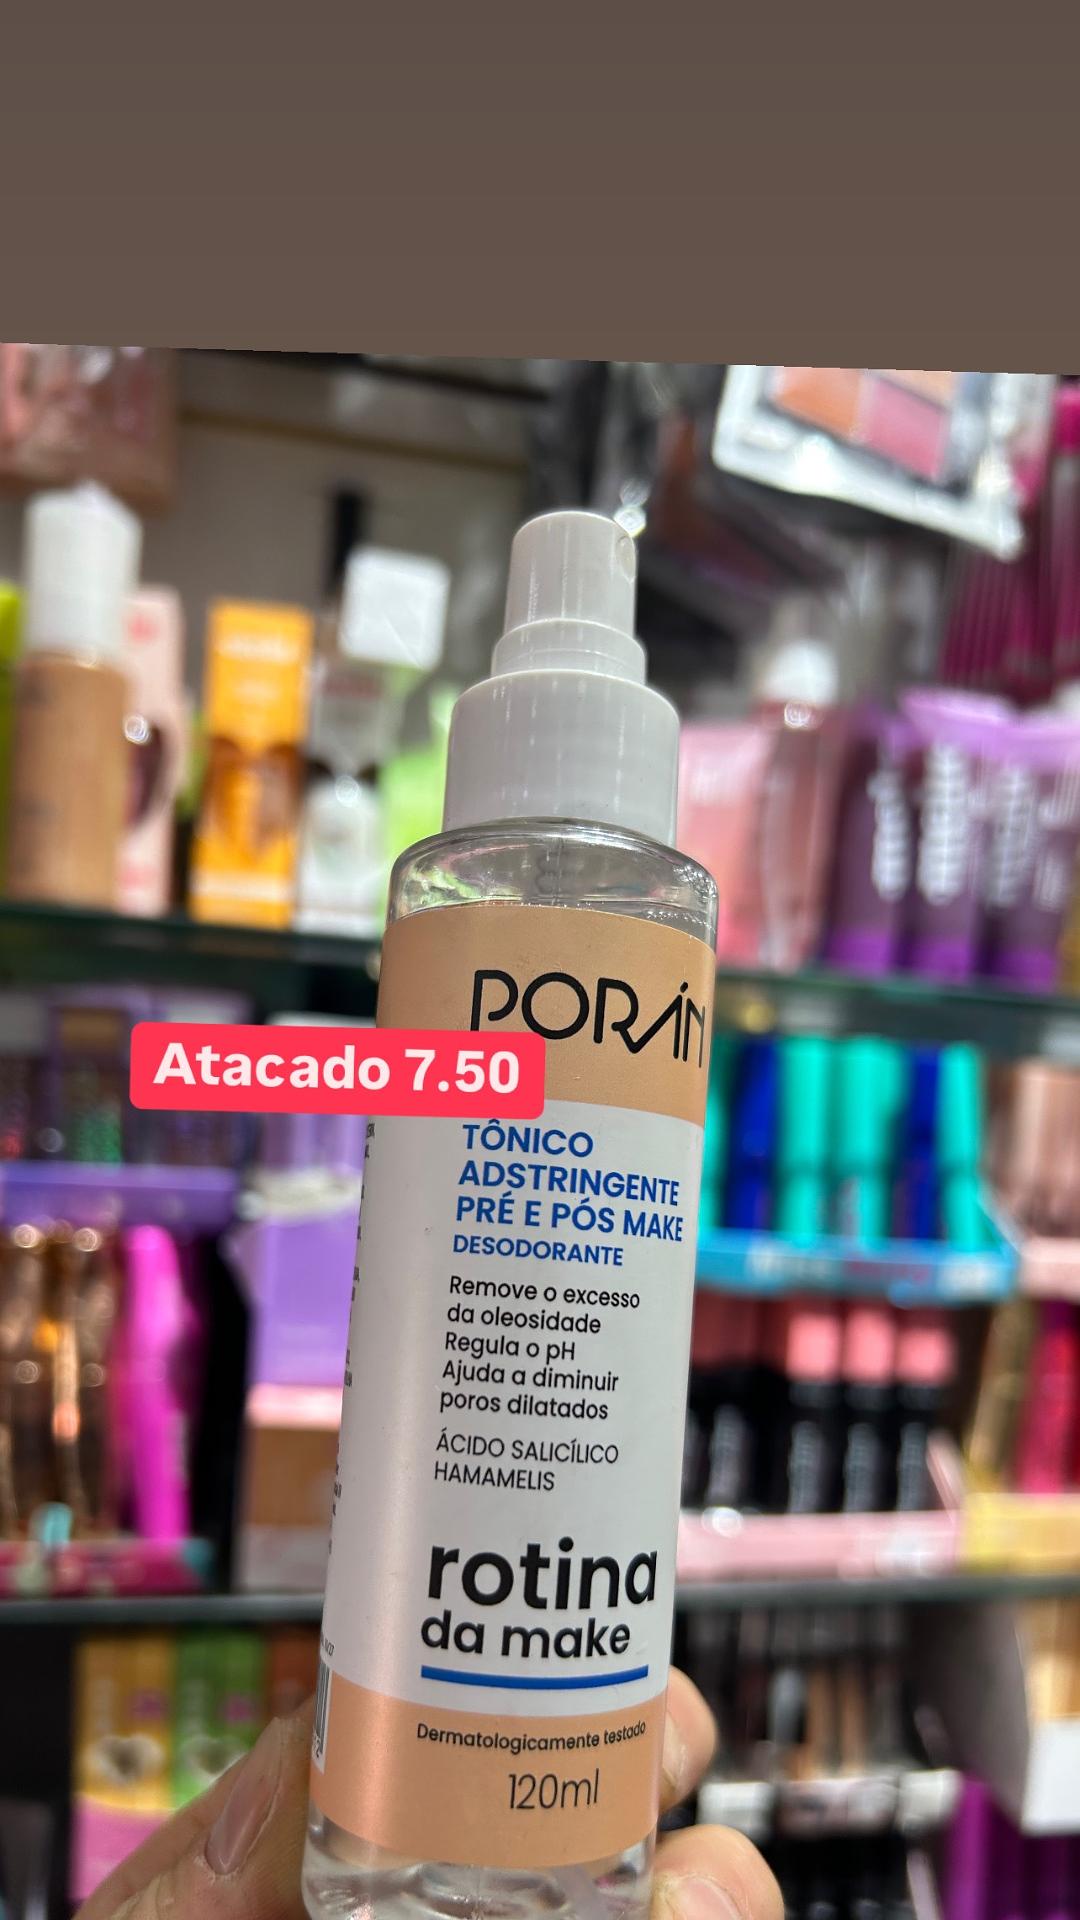 PORÁN
Atacado 7.50
TÔNICO
ADSTRINGENTE
PRÉ E PÓS MAKE
DESODORANTE
Remove o excesso
da oleosidade
Regula o pH
Ajuda a diminuir
poros dilatados
ÁCIDO SALICÍLICO
HAMAMELIS
rotina
da make
Dermatologicamente testado
120ml